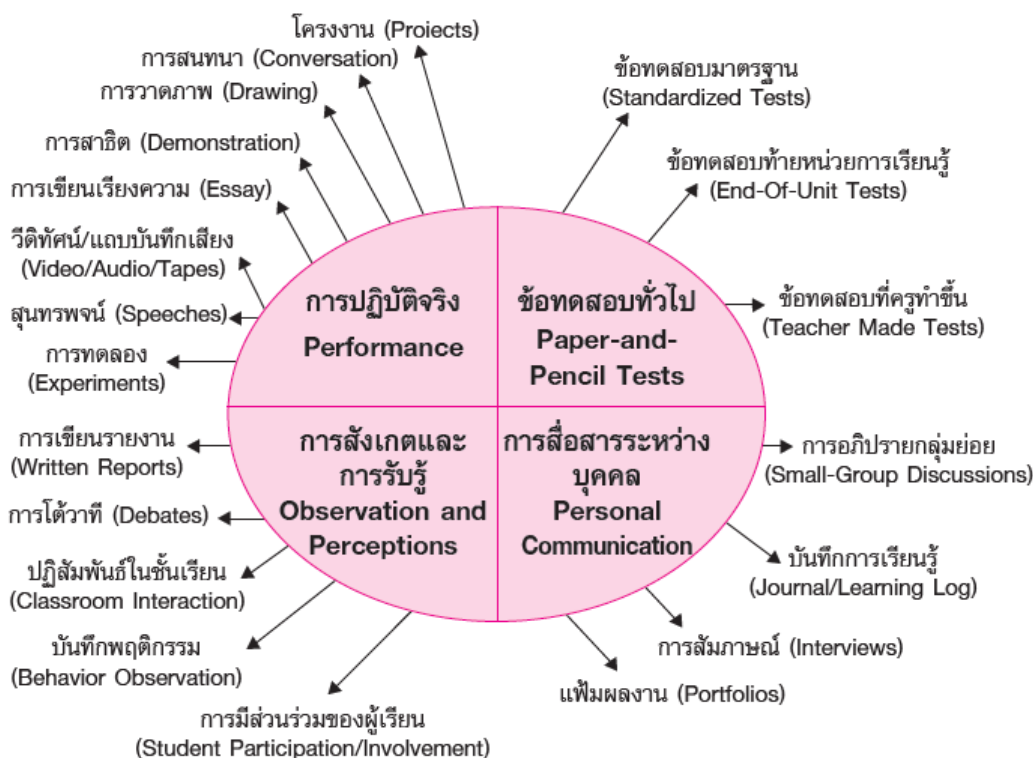 โครงงาน (Projects)
การสนทนา (Conversation)
การวาดภาพ (Drawing)
การสาธิต (Demonstration)
การเขียนเรียงความ (Essay)
วีดิทัศน์/แถบบันทึกเสียง
(Video/Audio/Tapes)
สุนทรพจน์ (Speeches)
การทดลอง
(Experiments)
การปฏิบัติจริง
Performance
ข้อทดสอบมาตรฐาน
(Standardized Tests)
ข้อทดสอบท้ายหน่วยการเรียนรู้
(End-Of-Unit Tests)
ข้อทดสอบที่ครูทำขึ้น
(Teacher Made Tests)
ข้อทดสอบทั่วไป
Paper-and-
Pencil Tests
การเขียนรายงาน
(Written Reports)
การโต้วาที (Debates)
ปฏิสัมพันธ์ในชั้นเรียน
(Classroom Interaction)
บันทึกพฤติกรรม
(Behavior Observation)
การมีส่วนร่วมของผู้เรียน
(Student Participation/Involvement)
การสังเกตและ
การรับรู้
Observation and
Perceptions
การสื่อสารระหว่าง
บุคคล
Personal
Communication
การอภิปรายกลุ่มย่อย
(Small-Group Discussions)
บันทึกการเรียนรู้
(Journal/Learning Log)
การสัมภาษณ์ (Interviews)
แฟ้มผลงาน (Portfolios)